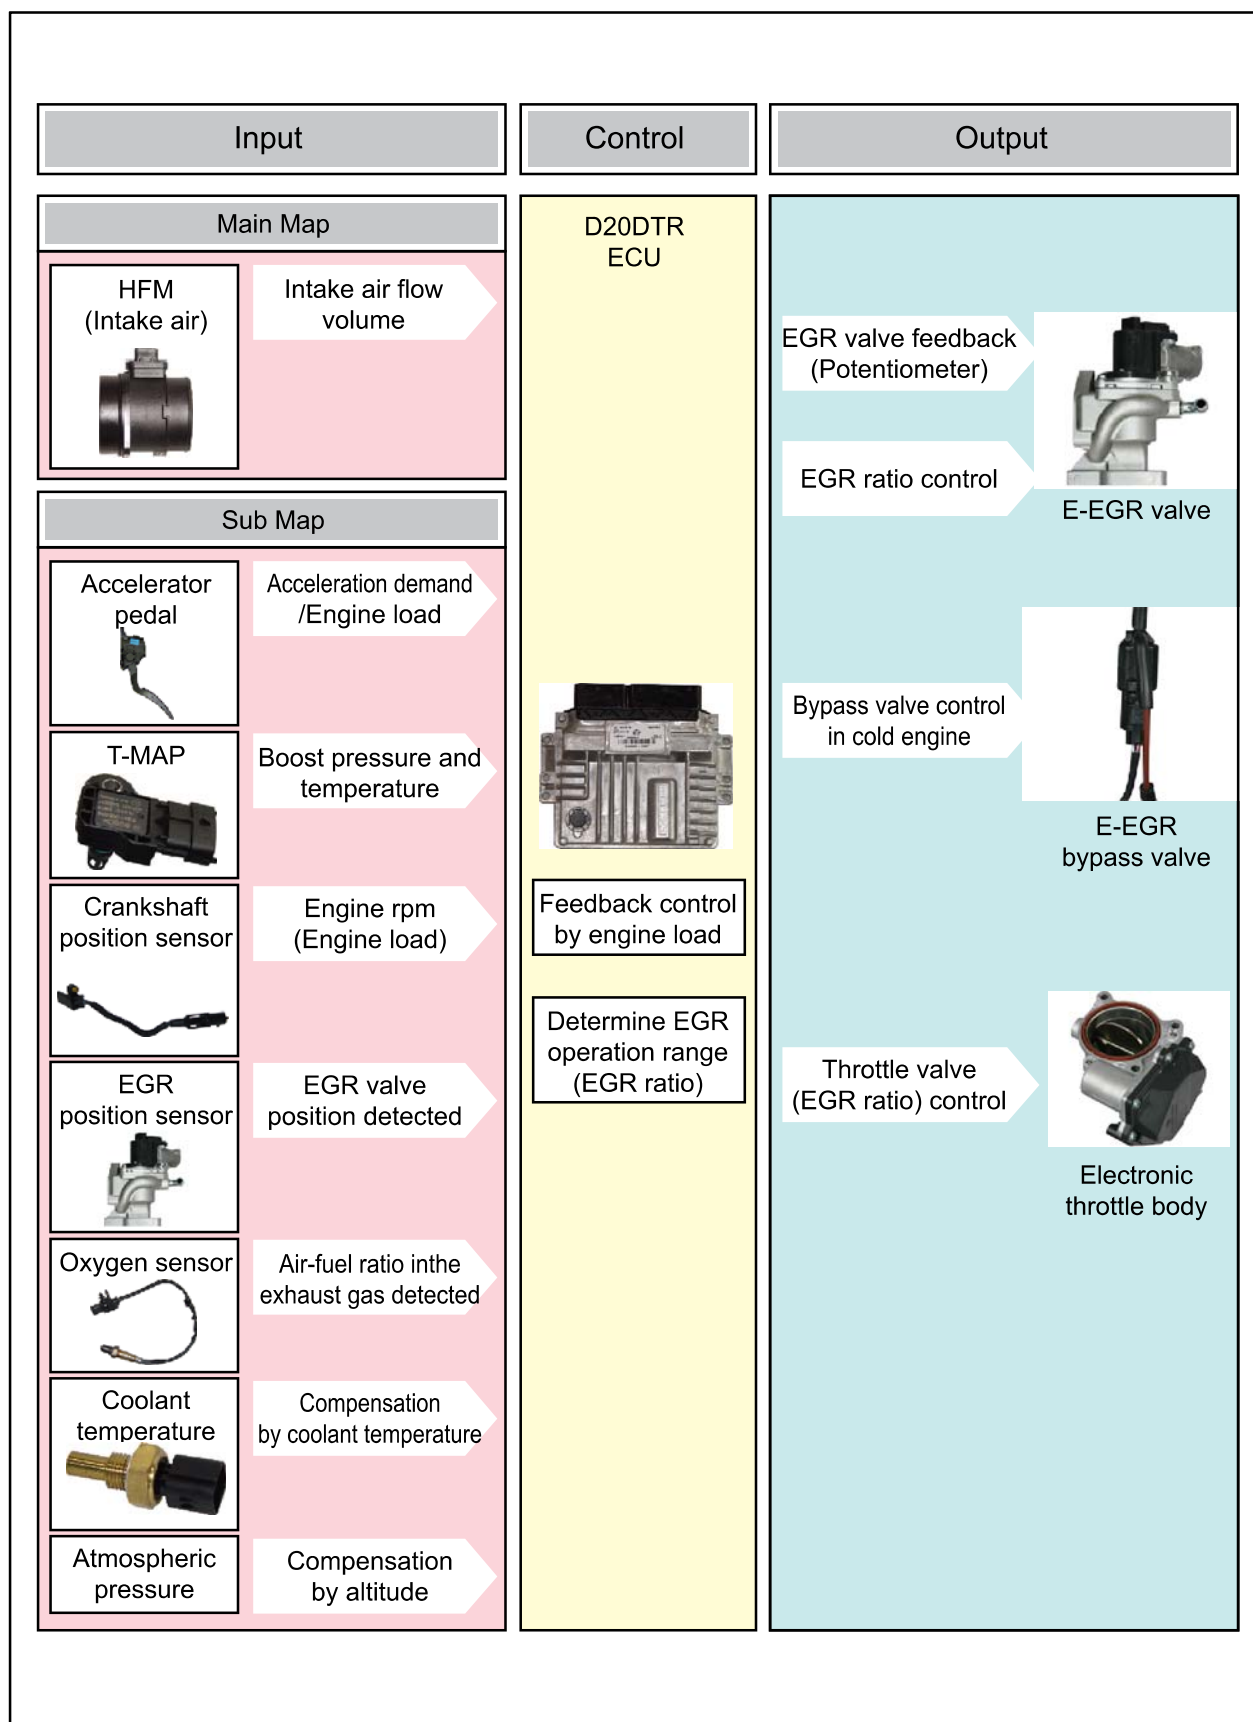 Input
Control
Output
Main Map
HFM
(Intake air)
Intake air flow
volume
Sub Map
Accelerator
pedal
Acceleration demand
/Engine load
T-MAP
Boost pressure and
temperature
Crankshaft
position sensor
Engine rpm
(Engine load)
EGR
position sensor
EGR valve
position detected
Oxygen sensor
Air-fuel ratio inthe
exhaust gas detected
Coolant
temperature
Compensation
by coolant temperature
Atmospheric
pressure
Compensation
by altitude
D20DTR
ECU
Feedback control
by engine load
Determine EGR
operation range
(EGR ratio)
EGR valve feedback
(Potentiometer)
EGR ratio control
E-EGR valve
Bypass valve control
in cold engine
E-EGR
bypass valve
Throttle valve
(EGR ratio) control
Electronic
throttle body